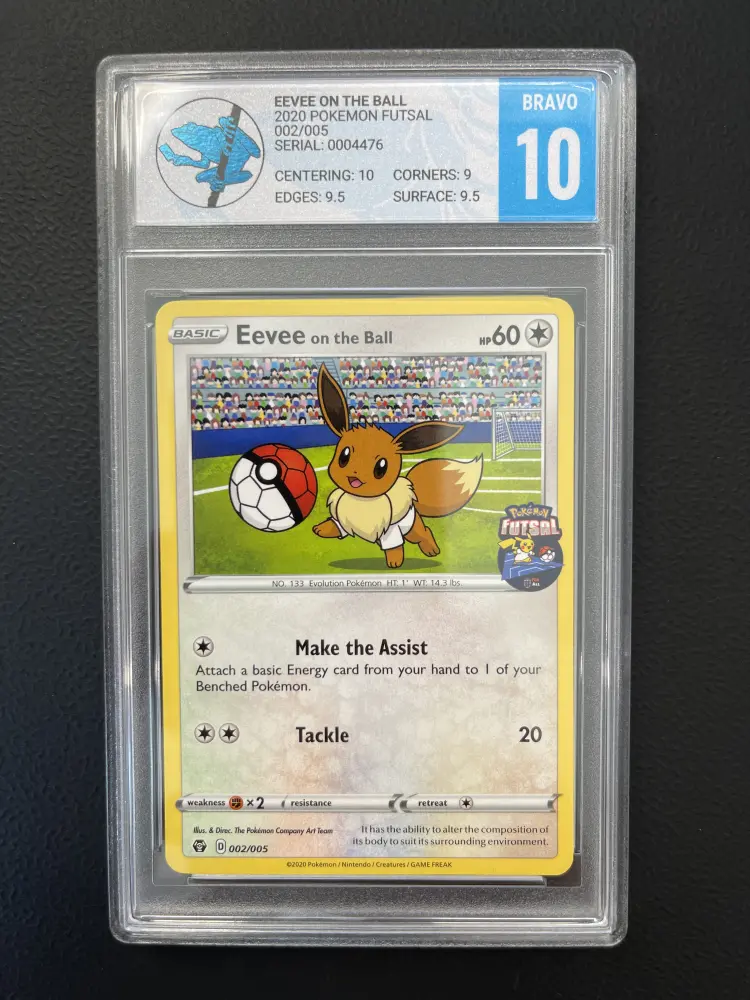 EEVEE ON THE BALL
2020 POKEMON FUTSAL
002/005
SERIAL: 0004476
CENTERING: 10 CORNERS: 9
EDGES: 9.5 SURFACE: 9.5
BRAVO
10
BASIC Eevee on the Ball HP60
Pokémon
FUTSAL
NO. 133 Evolution Pokémon HT: 1' WT: 14.3 lbs.
Make the Assist
Attach a basic Energy card from your hand to 1 of your
Benched Pokémon.
Tackle 20
weakness ×2 resistance retreat
Illus. & Direc. The Pokémon Company Art Team
D 002/005
It has the ability to alter the composition of
its body to suit its surrounding environment.
©2020 Pokémon / Nintendo / Creatures / GAME FREAK